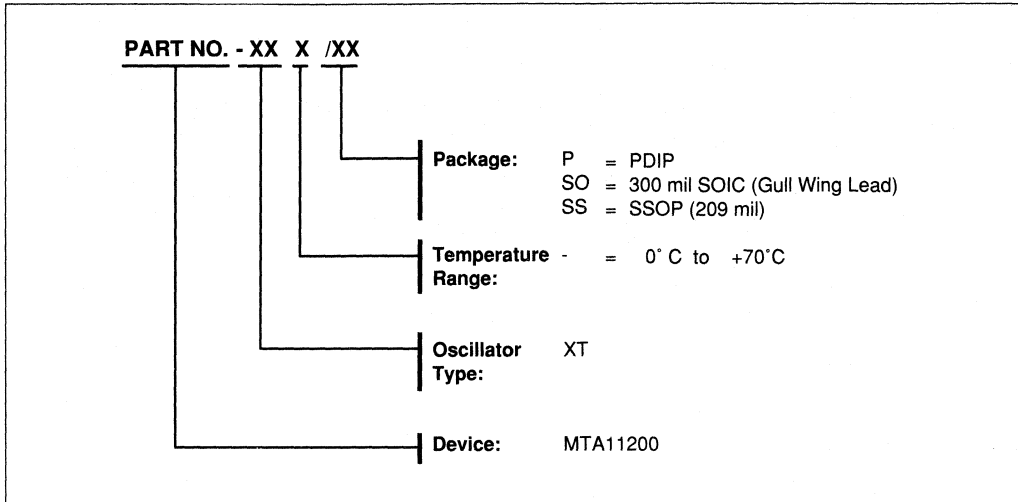 PART NO. - XX X /XX
Package: P = PDIP
SO = 300 mil SOIC (Gull Wing Lead)
SS = SSOP (209 mil)
Temperature - = 0° C to +70°C
Range:
Oscillator XT
Type:
Device: MTA11200